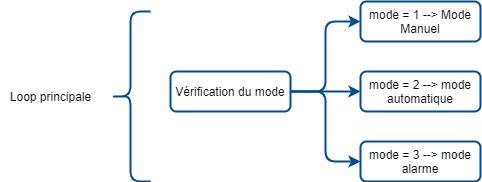 mode = 1 --> Mode
Manuel
Loop principale
Vérification du mode
mode = 2 --> mode
automatique
mode = 3 --> mode
alarme